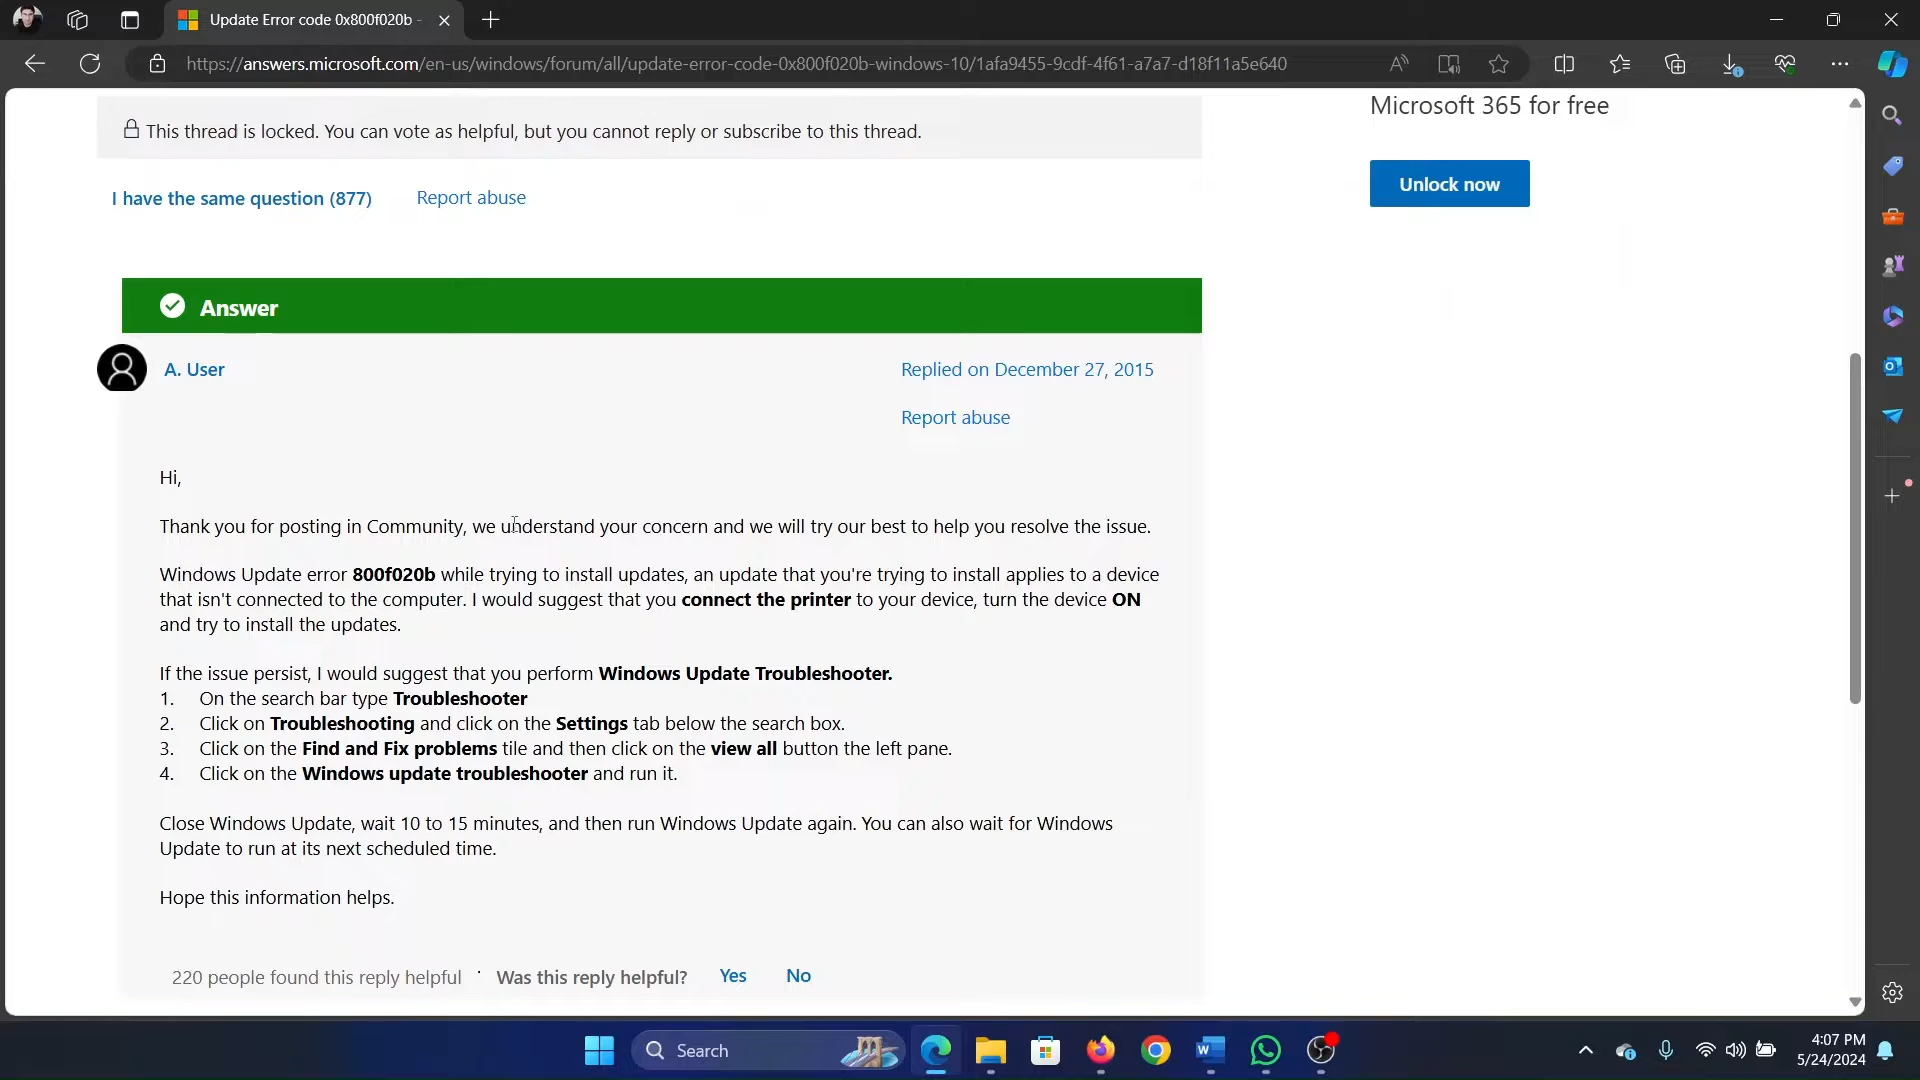 Update Error code 0x800f020b -
https://answers.microsoft.com/en-us/windows/forum/all/update-error-code-0x800f020b-windows-10/1afa9455-9cdf-4f61-a7a7-d18f11a5e640
This thread is locked. You can vote as helpful, but you cannot reply or subscribe to this thread.
Microsoft 365 for free
Unlock now
I have the same question (877) Report abuse
Answer
A. User
Replied on December 27, 2015
Report abuse
Hi,
Thank you for posting in Community, we understand your concern and we will try our best to help you resolve the issue.
Windows Update error 800f020b while trying to install updates, an update that you're trying to install applies to a device
that isn't connected to the computer. I would suggest that you connect the printer to your device, turn the device ON
and try to install the updates.
If the issue persist, I would suggest that you perform Windows Update Troubleshooter.
1. On the search bar type Troubleshooter
2. Click on Troubleshooting and click on the Settings tab below the search box.
3. Click on the Find and Fix problems tile and then click on the view all button the left pane.
4. Click on the Windows update troubleshooter and run it.
Close Windows Update, wait 10 to 15 minutes, and then run Windows Update again. You can also wait for Windows
Update to run at its next scheduled time.
Hope this information helps.
220 people found this reply helpful · Was this reply helpful? Yes No
Search
4:07 PM
5/24/2024